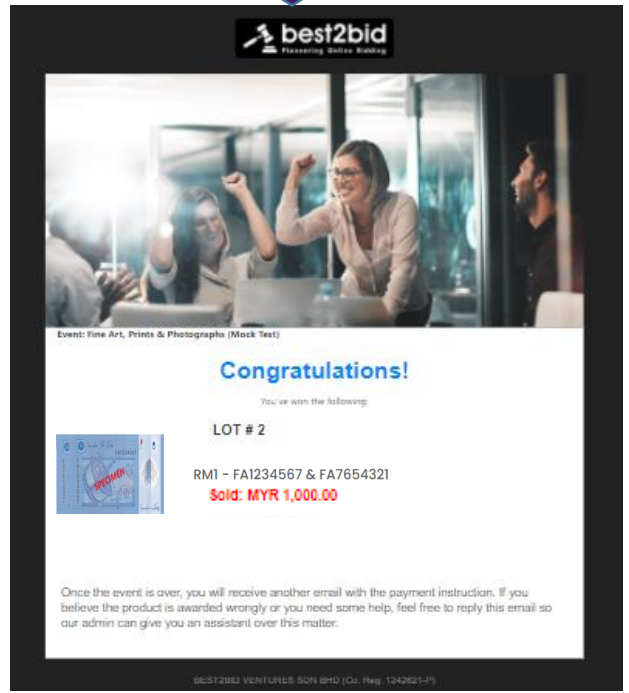 best2bid
Pioneering Online Bidding
Event: Fine Art, Prints & Photographs (Mock Test)
Congratulations!
You've won the following:
LOT # 2
SPECIMEN
RM1 - FA1234567 & FA7654321
Sold: MYR 1,000.00
Once the event is over, you will receive another email with the payment instruction. If you
believe the product is awarded wrongly or you need some help, feel free to reply this email so
our admin can give you an assistant over this matter.
BEST2BID VENTURES SDN BHD (Co. Reg. 1242621-P)